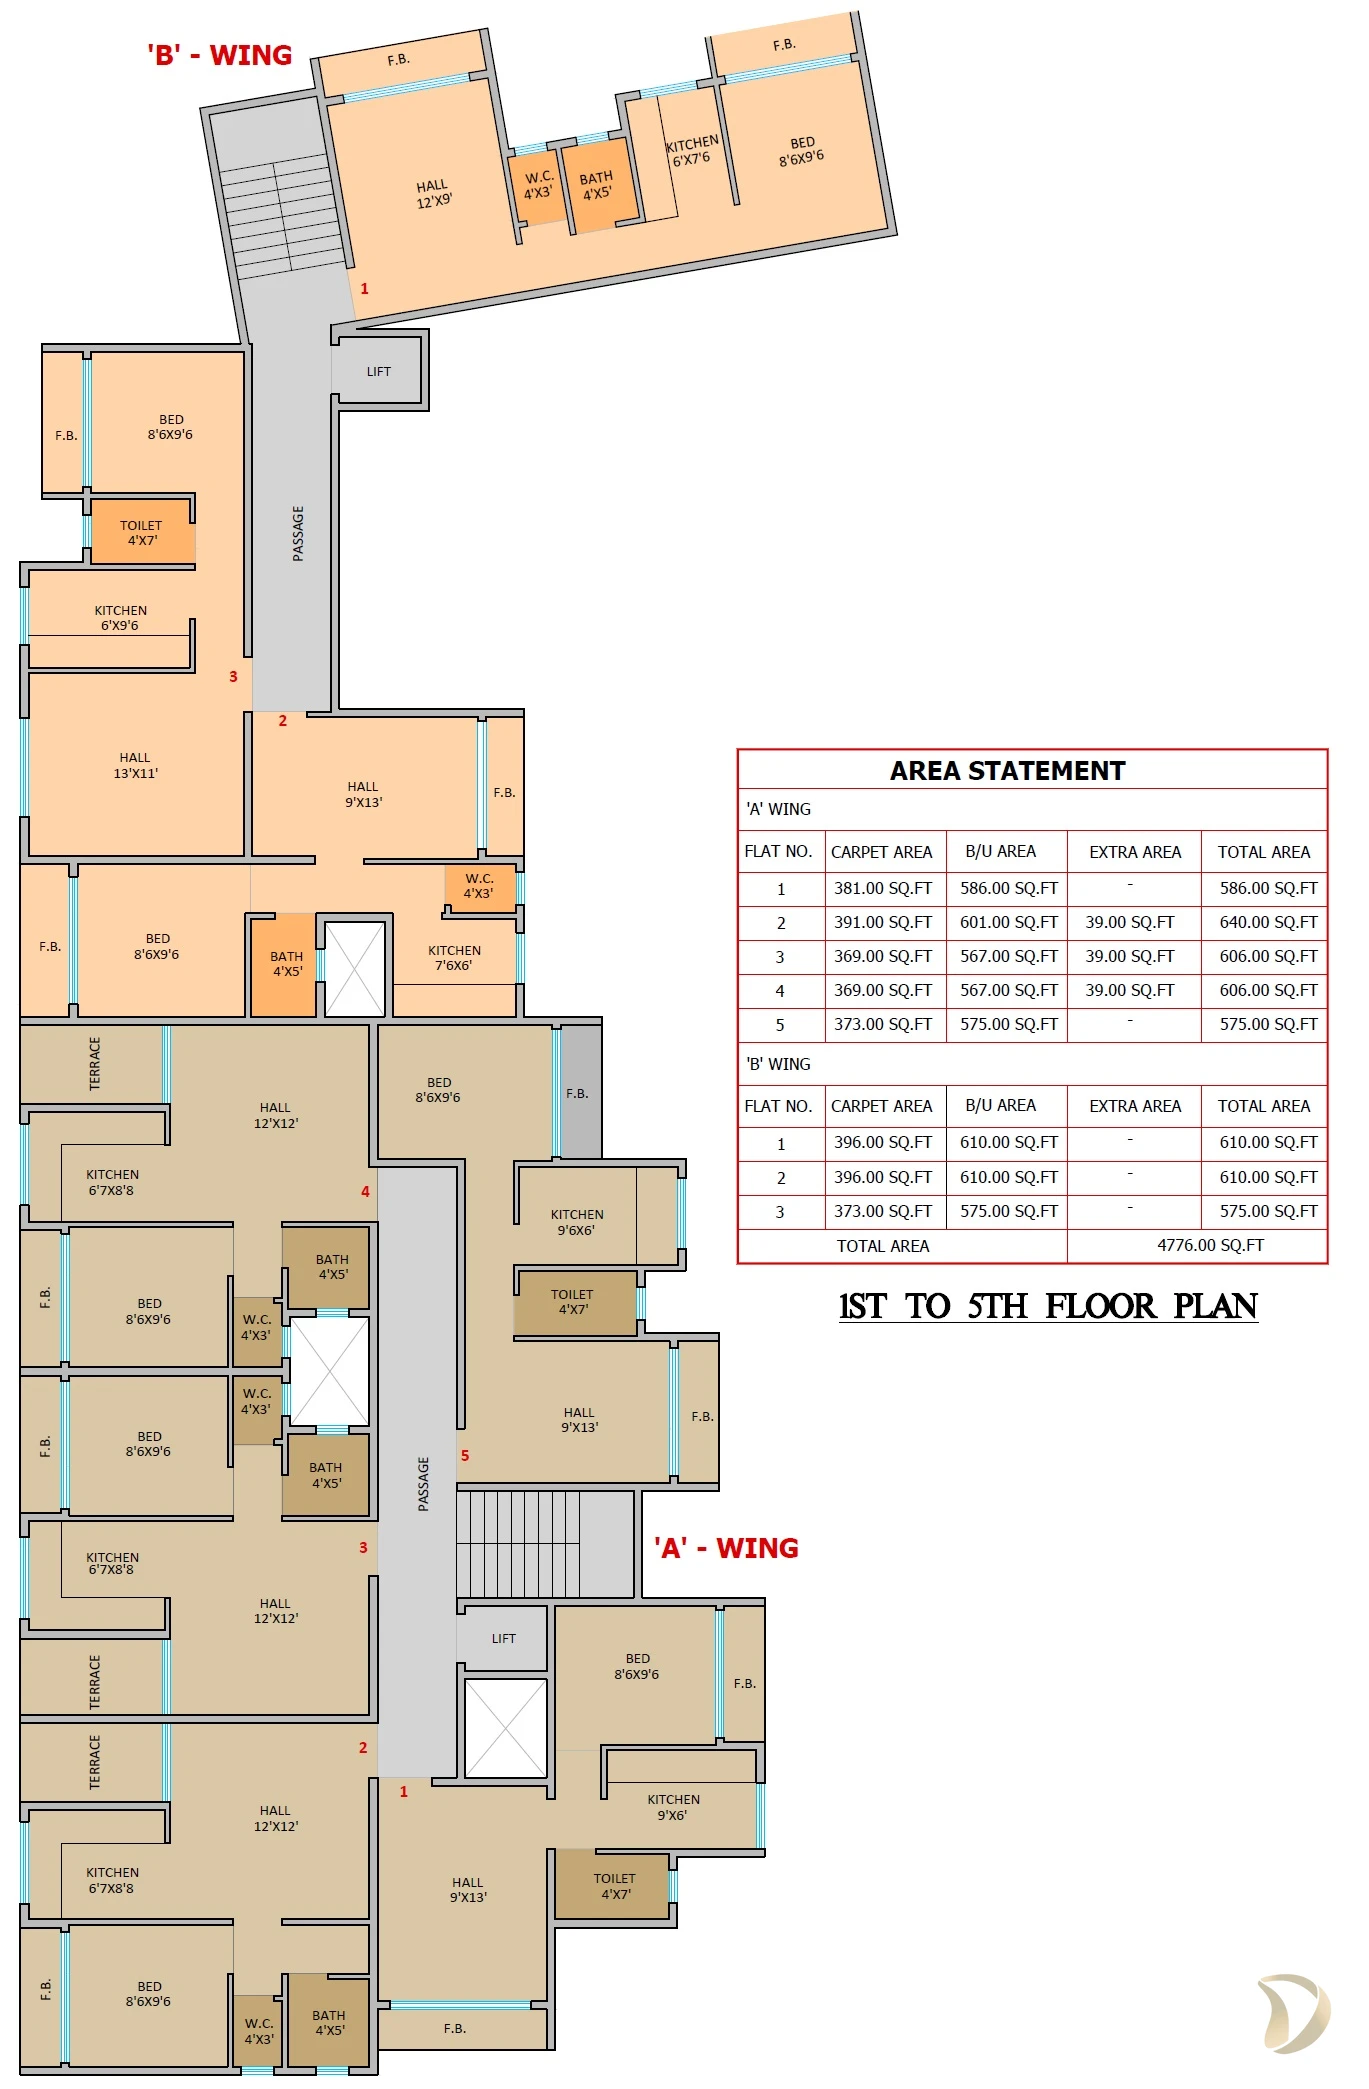 'B' - WING
F.B.
F.B.
HALL
12'X9'
W.C.
4'X3'
BATH
4'X5'
KITCHEN
6'X7'6
BED
8'6X9'6
1
LIFT
F.B.
BED
8'6X9'6
PASSAGE
TOILET
4'X7'
KITCHEN
6'X9'6
3
2
HALL
13'X11'
HALL
9'X13'
F.B.
W.C.
4'X3'
F.B.
BED
8'6X9'6
BATH
4'X5'
KITCHEN
7'6X6'
TERRACE
HALL
12'X12'
BED
8'6X9'6
F.B.
KITCHEN
6'7X8'8
4
KITCHEN
9'6X6'
F.B.
BED
8'6X9'6
BATH
4'X5'
W.C.
4'X3'
TOILET
4'X7'
W.C.
4'X3'
F.B.
BED
8'6X9'6
BATH
4'X5'
PASSAGE
HALL
9'X13'
F.B.
5
KITCHEN
6'7X8'8
3
HALL
12'X12'
'A' - WING
TERRACE
LIFT
BED
8'6X9'6
F.B.
TERRACE
2
1
HALL
12'X12'
KITCHEN
9'X6'
KITCHEN
6'7X8'8
HALL
9'X13'
TOILET
4'X7'
F.B.
BED
8'6X9'6
W.C.
4'X3'
BATH
4'X5'
F.B.
AREA STATEMENT
'A' WING
FLAT NO. CARPET AREA B/U AREA EXTRA AREA TOTAL AREA
1 381.00 SQ.FT 586.00 SQ.FT - 586.00 SQ.FT
2 391.00 SQ.FT 601.00 SQ.FT 39.00 SQ.FT 640.00 SQ.FT
3 369.00 SQ.FT 567.00 SQ.FT 39.00 SQ.FT 606.00 SQ.FT
4 369.00 SQ.FT 567.00 SQ.FT 39.00 SQ.FT 606.00 SQ.FT
5 373.00 SQ.FT 575.00 SQ.FT - 575.00 SQ.FT
'B' WING
FLAT NO. CARPET AREA B/U AREA EXTRA AREA TOTAL AREA
1 396.00 SQ.FT 610.00 SQ.FT - 610.00 SQ.FT
2 396.00 SQ.FT 610.00 SQ.FT - 610.00 SQ.FT
3 373.00 SQ.FT 575.00 SQ.FT - 575.00 SQ.FT
TOTAL AREA 4776.00 SQ.FT
1ST TO 5TH FLOOR PLAN